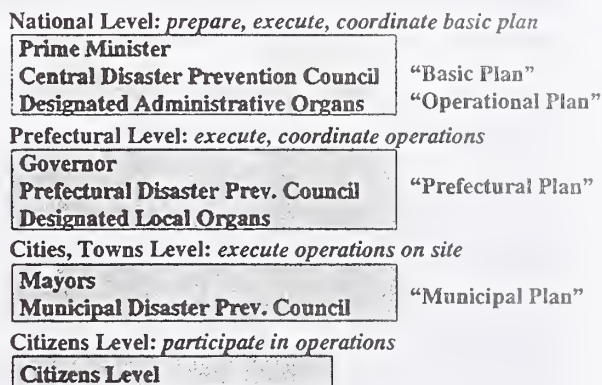 National Level: prepare, execute, coordinate basic plan
Prime Minister
Central Disaster Prevention Council “Basic Plan”
Designated Administrative Organs “Operational Plan”
Prefectural Level: execute, coordinate operations
Governor
Prefectural Disaster Prev. Council “Prefectural Plan”
Designated Local Organs
Cities, Towns Level: execute operations on site
Mayors
Municipal Disaster Prev. Council “Municipal Plan”
Citizens Level: participate in operations
Citizens Level